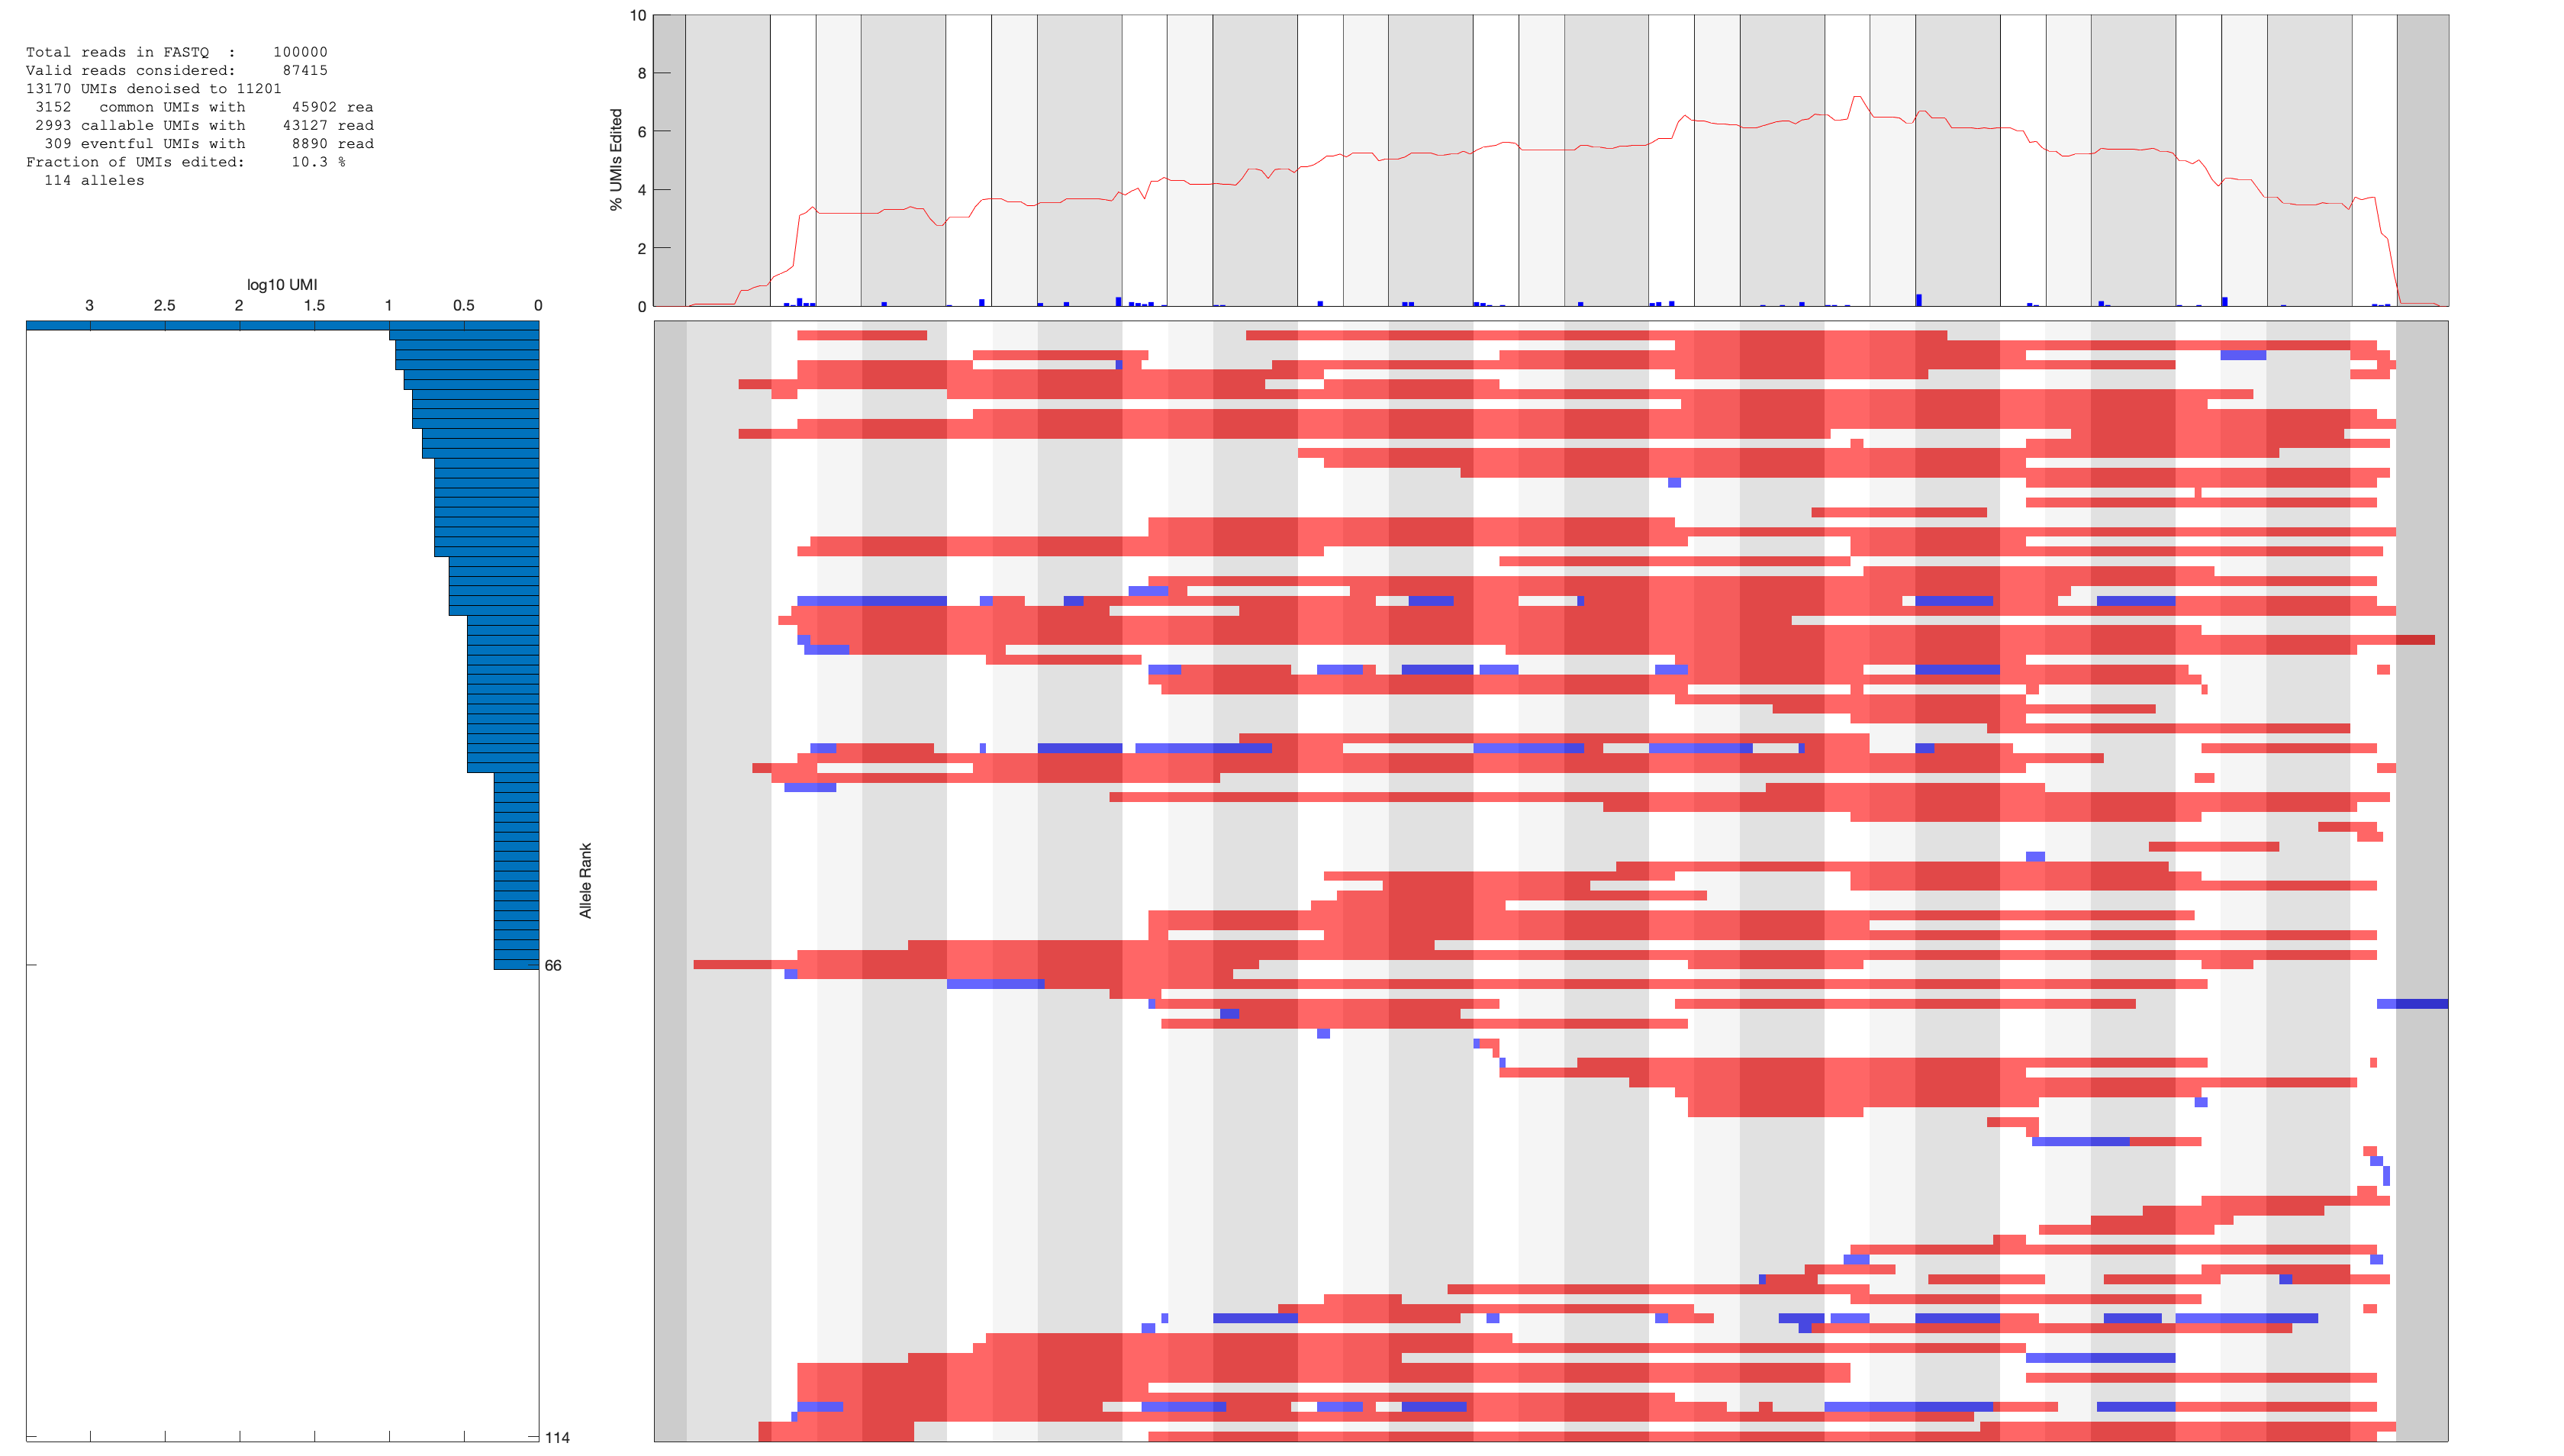 Total reads in FASTQ  :    100000
Valid reads considered:     87415
13170 UMIs denoised to 11201
 3152   common UMIs with     45902 rea
 2993 callable UMIs with    43127 read
  309 eventful UMIs with     8890 read
Fraction of UMIs edited:     10.3 %
  114 alleles
10
8
6
4
2
0
% UMIs Edited
log10 UMI
3 2.5 2 1.5 1 0.5 0
Allele Rank
66
114